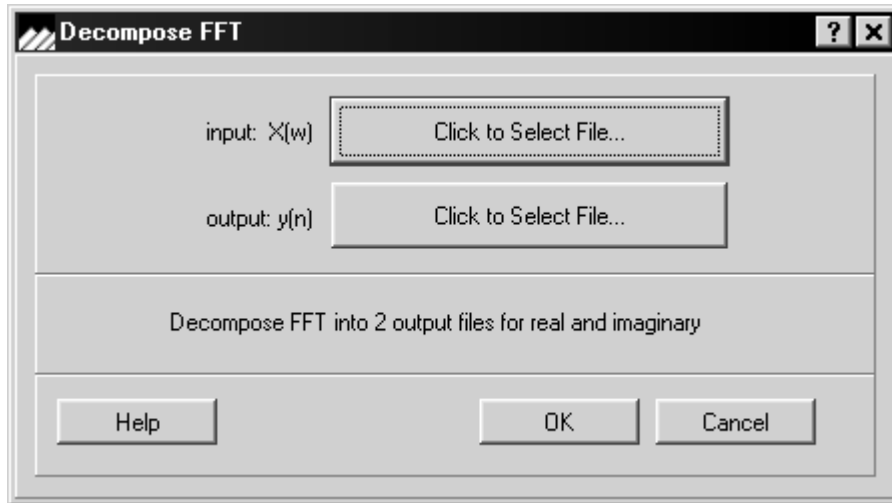 Decompose FFT
input: X(w) Click to Select File...
output: y(n) Click to Select File...
Decompose FFT into 2 output files for real and imaginary
Help OK Cancel